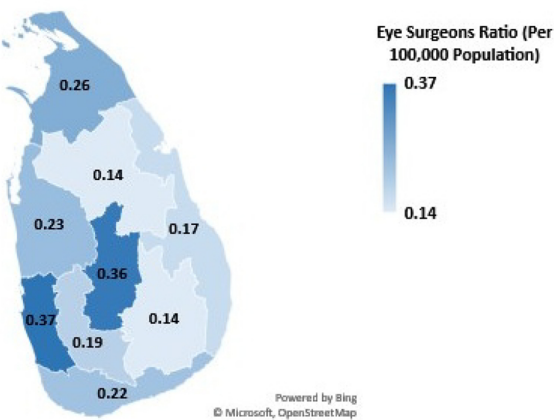 Eye Surgeons Ratio (Per
100,000 Population)
0.37
0.14
0.26
0.14
0.23
0.17
0.36
0.37
0.14
0.19
0.22
Powered by Bing
© Microsoft, OpenStreetMap